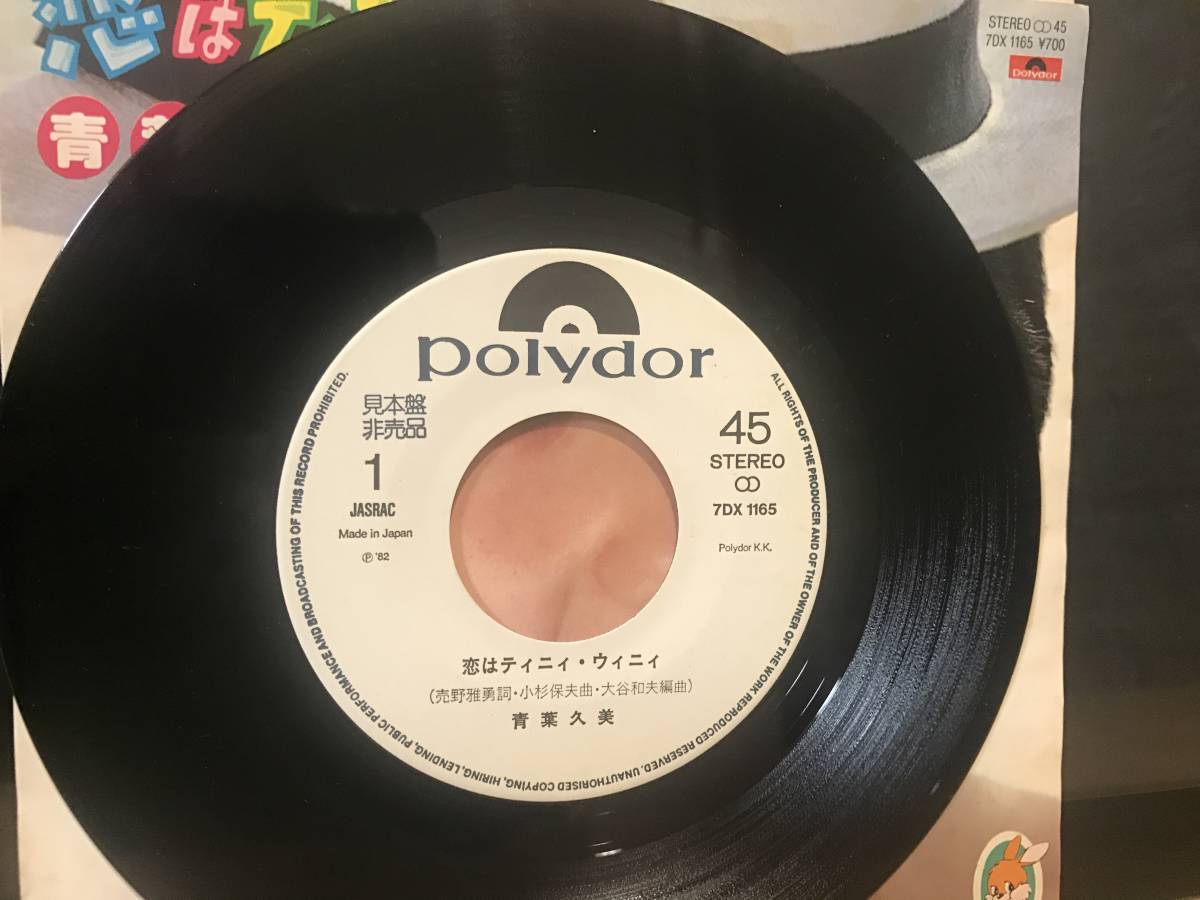 恋はティ
青
STEREO ○○ 45
7DX 1165 ¥700
Polydor
polydor
見本盤
非売品
1
JASRAC
Made in Japan
Ⓟ '82
45
STEREO
○○
7DX 1165
Polydor K.K.
恋はティニィ・ウィニィ
(売野雅勇詞・小杉保夫曲・大谷和夫編曲)
青葉久美
ALL RIGHTS OF THE PRODUCER AND OF THE OWNER OF THE WORK REPRODUCED RESERVED. UNAUTHORISED COPYING, HIRING, LENDING, PUBLIC PERFORMANCE AND BROADCASTING OF THIS RECORD PROHIBITED.